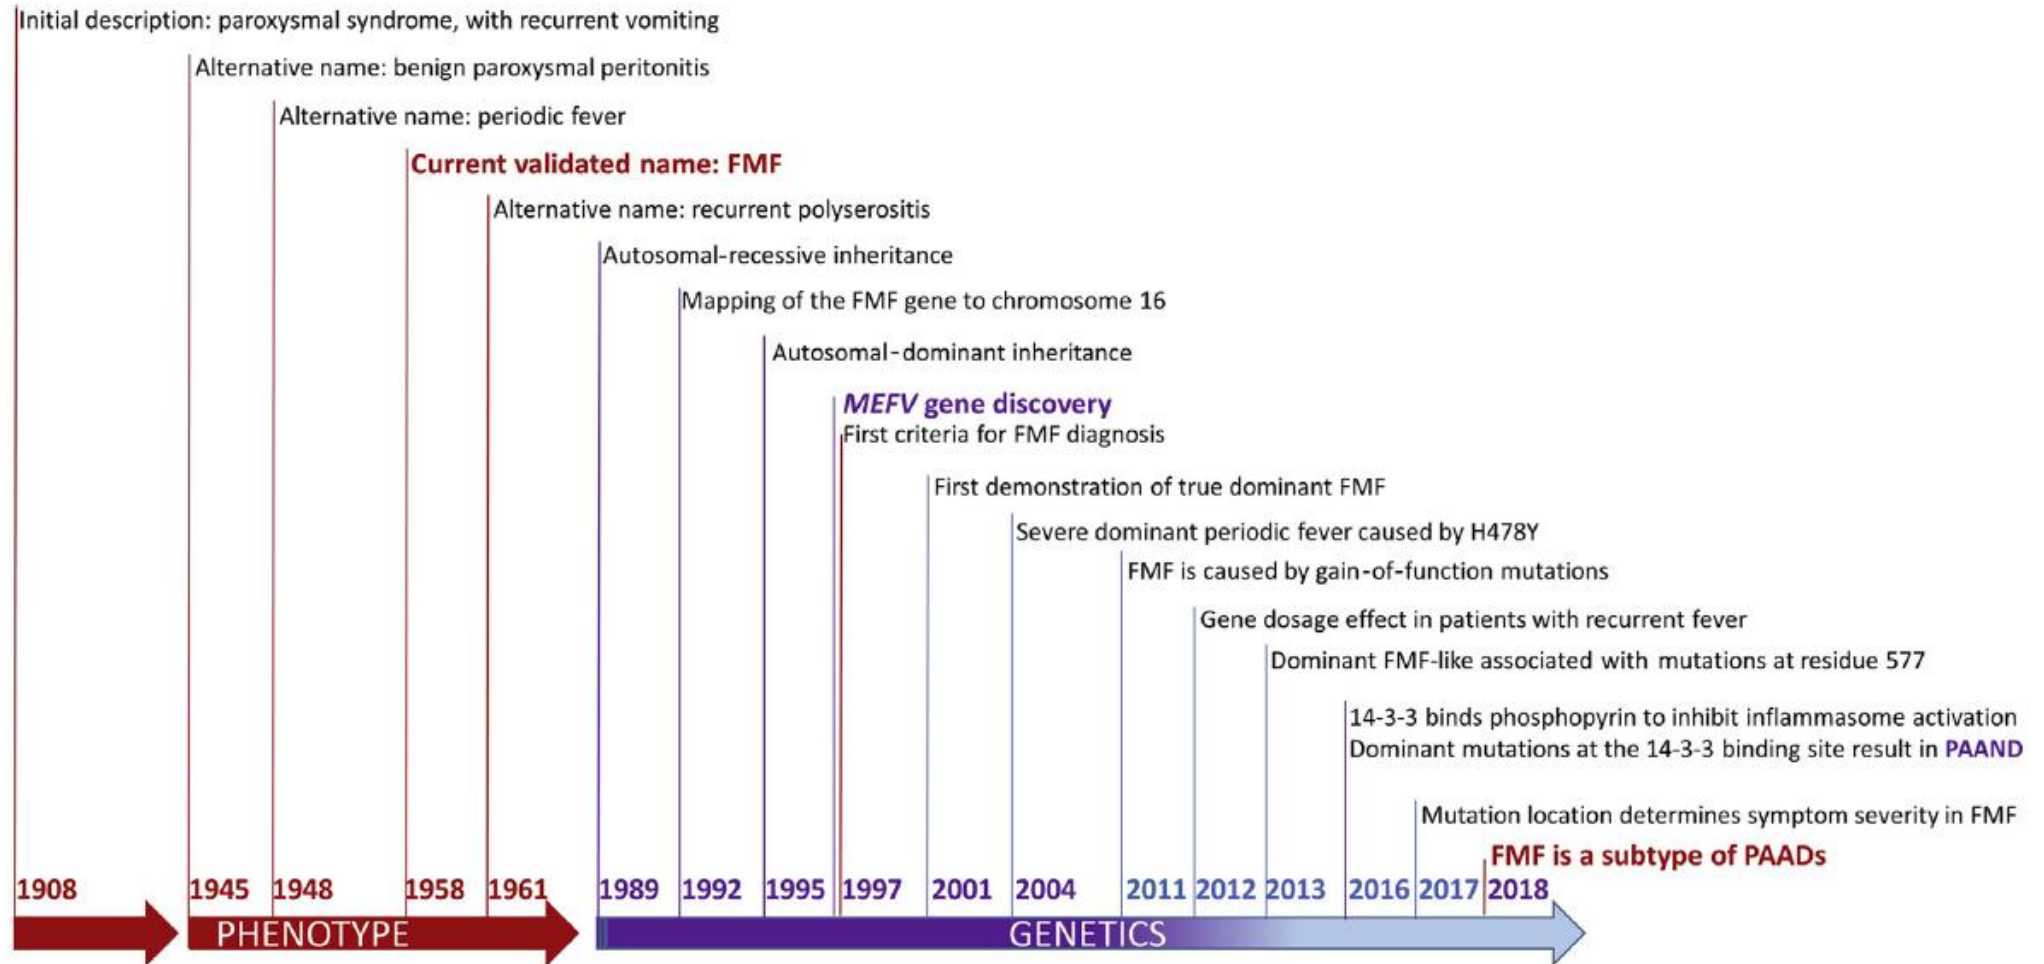 Initial description: paroxysmal syndrome, with recurrent vomiting
Alternative name: benign paroxysmal peritonitis
Alternative name: periodic fever
Current validated name: FMF
Alternative name: recurrent polyserositis
Autosomal-recessive inheritance
Mapping of the FMF gene to chromosome 16
Autosomal-dominant inheritance
MEFV gene discovery
First criteria for FMF diagnosis
First demonstration of true dominant FMF
Severe dominant periodic fever caused by H478Y
FMF is caused by gain-of-function mutations
Gene dosage effect in patients with recurrent fever
Dominant FMF-like associated with mutations at residue 577
14-3-3 binds phosphopyrin to inhibit inflammasome activation
Dominant mutations at the 14-3-3 binding site result in PAAND
Mutation location determines symptom severity in FMF
FMF is a subtype of PAADs
1908 1945 1948 1958 1961 1989 1992 1995 1997 2001 2004 2011 2012 2013 2016 2017 2018
PHENOTYPE GENETICS